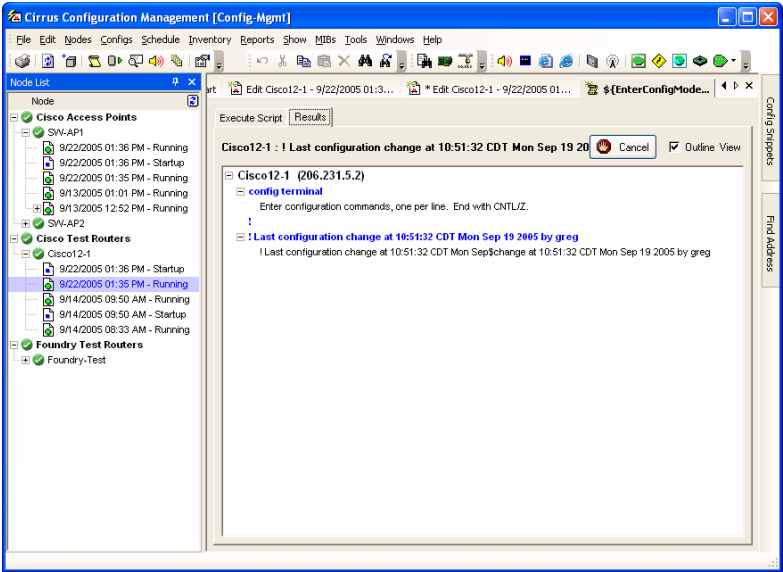 Cirrus Configuration Management [Config-Mgmt]
File Edit Nodes Configs Schedule Inventory Reports Show MIBs Tools Windows Help
Node List
rt Edit Cisco12-1 - 9/22/2005 01:3... * Edit Cisco12-1 - 9/22/2005 01... ${EnterConfigMode...
Node
Cisco Access Points
SW-AP1
9/22/2005 01:36 PM - Running
9/22/2005 01:36 PM - Startup
9/22/2005 01:35 PM - Running
9/13/2005 01:01 PM - Running
9/13/2005 12:52 PM - Running
SW-AP2
Cisco Test Routers
Cisco12-1
9/22/2005 01:36 PM - Startup
9/22/2005 01:35 PM - Running
9/14/2005 09:50 AM - Running
9/14/2005 09:50 AM - Startup
9/14/2005 08:33 AM - Running
Foundry Test Routers
Foundry-Test
Execute Script Results
Cisco12-1 : ! Last configuration change at 10:51:32 CDT Mon Sep 19 20 Cancel Outline View
Cisco12-1 (206.231.5.2)
config terminal
Enter configuration commands, one per line. End with CNTL/Z.
!
! Last configuration change at 10:51:32 CDT Mon Sep 19 2005 by greg
! Last configuration change at 10:51:32 CDT Mon Sep$change at 10:51:32 CDT Mon Sep 19 2005 by greg
Config Snippets
Find Address